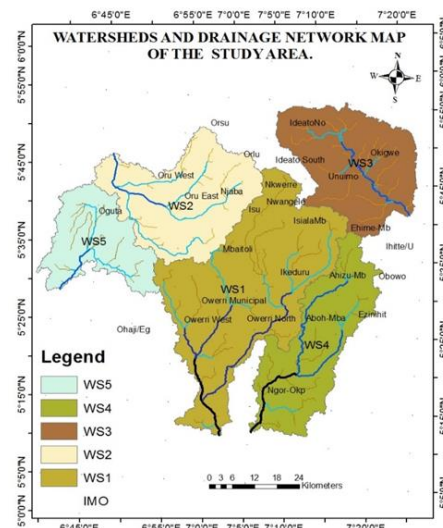 6°45'0"E 6°55'0"E 7°0'0"E 7°5'0"E 7°10'0"E 7°20'0"E
WATERSHEDS AND DRAINAGE NETWORK MAP
OF THE STUDY AREA.
N
W E
S
Orsu
IdeatoNo
Orlu
Ideato South
Okigwe
WS3
Oru West
Unuimo
Oru East
Njaba
Nkwerre
WS2
Nwangele
Oguta
Isu
IsialaMb
Ehime-Mb
Ihitte/U
WS5
Mbaitoli
Ikeduru
Ahizu-Mb
Obowo
WS1
Owerri Municipal
Ezinihit
Ohaji/Eg
Owerri West
Owerri North
Aboh-Mba
WS4
Ngor-Okp
Legend
WS5
WS4
WS3
WS2
WS1
IMO
0 3 6 12 18 24
Kilometers
6°0'0"N
5°55'0"N
5°45'0"N
5°35'0"N
5°25'0"N
5°15'0"N
5°5'0"N
6°45'0"E 6°55'0"E 7°0'0"E 7°5'0"E 7°10'0"E 7°20'0"E